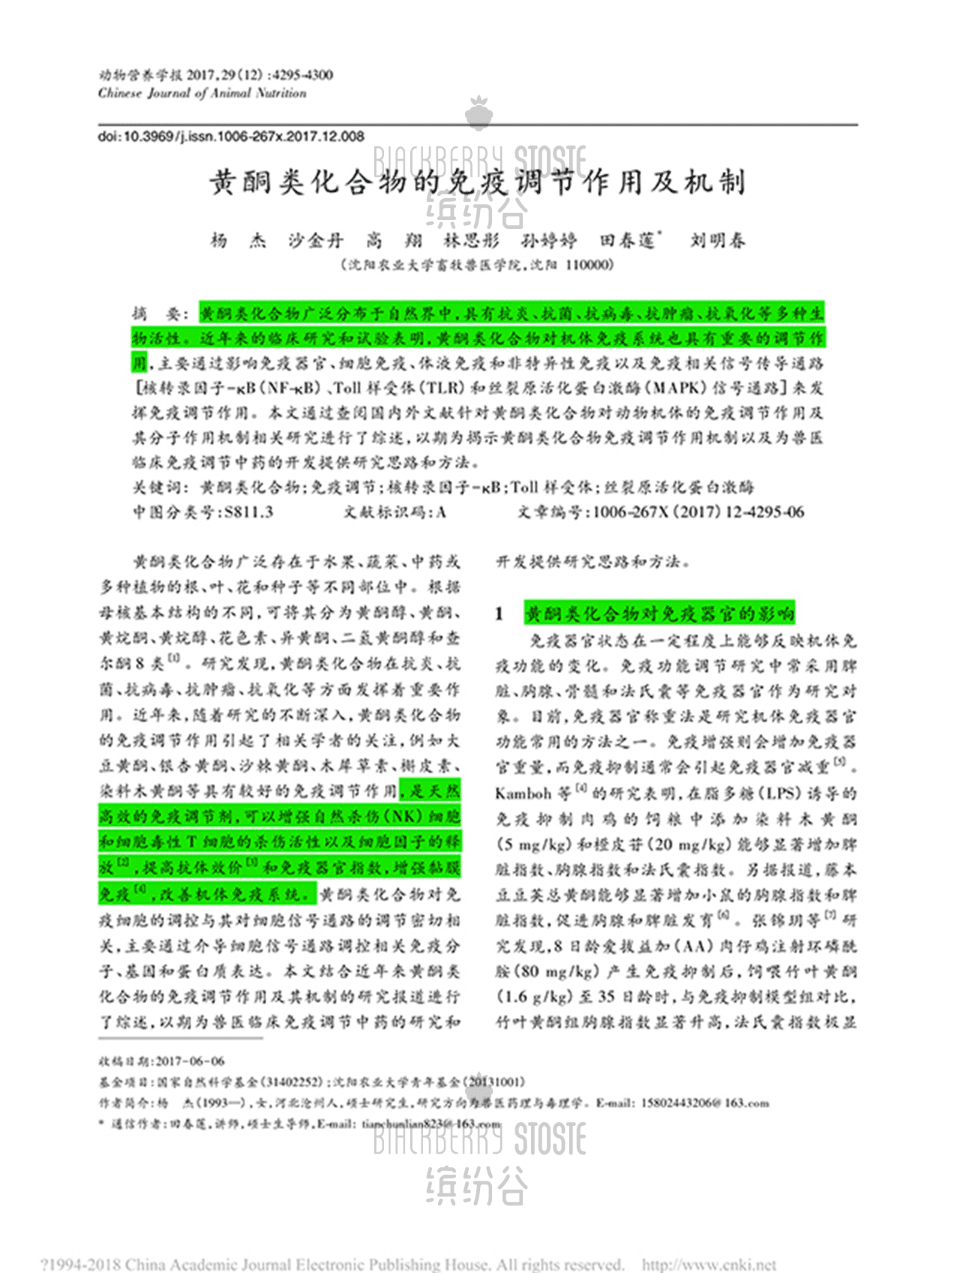 动物营养学报 2017,29(12):4295-4300
Chinese Journal of Animal Nutrition
doi:10.3969/j.issn.1006-267x.2017.12.008
BLACKBERRY STOSTE
黄酮类化合物的免疫调节作用及机制
缤纷谷
杨 杰 沙金丹 高 翔 林思彤 孙婷婷 田春莲* 刘明春
(沈阳农业大学畜牧兽医学院,沈阳 110000)
摘 要: 黄酮类化合物广泛分布于自然界中,具有抗炎、抗菌、抗病毒、抗肿瘤、抗氧化等多种生
物活性。近年来的临床研究和试验表明,黄酮类化合物对机体免疫系统也具有重要的调节作
用,主要通过影响免疫器官、细胞免疫、体液免疫和非特异性免疫以及免疫相关信号传导通路
[核转录因子-κB(NF-κB)、Toll 样受体(TLR)和丝裂原活化蛋白激酶(MAPK)信号通路]来发
挥免疫调节作用。本文通过查阅国内外文献针对黄酮类化合物对动物机体的免疫调节作用及
其分子作用机制相关研究进行了综述,以期为揭示黄酮类化合物免疫调节作用机制以及为兽医
临床免疫调节中药的开发提供研究思路和方法。
关键词: 黄酮类化合物;免疫调节;核转录因子-κB;Toll 样受体;丝裂原活化蛋白激酶
中图分类号:S811.3 文献标识码:A 文章编号:1006-267X(2017)12-4295-06
黄酮类化合物广泛存在于水果、蔬菜、中药或
多种植物的根、叶、花和种子等不同部位中。根据
母核基本结构的不同,可将其分为黄酮醇、黄酮、
黄烷酮、黄烷醇、花色素、异黄酮、二氢黄酮醇和查
尔酮 8 类[1]。研究发现,黄酮类化合物在抗炎、抗
菌、抗病毒、抗肿瘤、抗氧化等方面发挥着重要作
用。近年来,随着研究的不断深入,黄酮类化合物
的免疫调节作用引起了相关学者的关注,例如大
豆黄酮、银杏黄酮、沙棘黄酮、木犀草素、槲皮素、
染料木黄酮等具有较好的免疫调节作用,是天然
高效的免疫调节剂,可以增强自然杀伤(NK)细胞
和细胞毒性 T 细胞的杀伤活性以及细胞因子的释
放[2],提高抗体效价[3]和免疫器官指数,增强黏膜
免疫[4],改善机体免疫系统。黄酮类化合物对免
疫细胞的调控与其对细胞信号通路的调节密切相
关,主要通过介导细胞信号通路调控相关免疫分
子、基因和蛋白质表达。本文结合近年来黄酮类
化合物的免疫调节作用及其机制的研究报道进行
了综述,以期为兽医临床免疫调节中药的研究和
开发提供研究思路和方法。
1 黄酮类化合物对免疫器官的影响
免疫器官状态在一定程度上能够反映机体免
疫功能的变化。免疫功能调节研究中常采用脾
脏、胸腺、骨髓和法氏囊等免疫器官作为研究对
象。目前,免疫器官称重法是研究机体免疫器官
功能常用的方法之一。免疫增强则会增加免疫器
官重量,而免疫抑制通常会引起免疫器官减重[5]。
Kamboh 等[4]的研究表明,在脂多糖(LPS)诱导的
免疫抑制肉鸡的饲粮中添加染料木黄酮
(5 mg/kg)和橙皮苷(20 mg/kg)能够显著增加脾
脏指数、胸腺指数和法氏囊指数。另据报道,藤本
豆豆荚总黄酮能够显著增加小鼠的胸腺指数和脾
脏指数,促进胸腺和脾脏发育[6]。张锦玥等[7]研
究发现,8 日龄爱拔益加(AA)肉仔鸡注射环磷酰
胺(80 mg/kg)产生免疫抑制后,饲喂竹叶黄酮
(1.6 g/kg)至 35 日龄时,与免疫抑制模型组对比,
竹叶黄酮组胸腺指数显著升高,法氏囊指数极显
收稿日期:2017-06-06
基金项目:国家自然科学基金(31402252);沈阳农业大学青年基金(20131001)
作者简介:杨 杰(1993—),女,河北沧州人,硕士研究生,研究方向为兽医药理与毒理学。E-mail: 15802443206@163.com
* 通信作者:田春莲,讲师,硕士生导师,E-mail: tianchunlian823@163.com
BLACKBERRY STOSTE
缤纷谷
?1994-2018 China Academic Journal Electronic Publishing House. All rights reserved. http://www.cnki.net